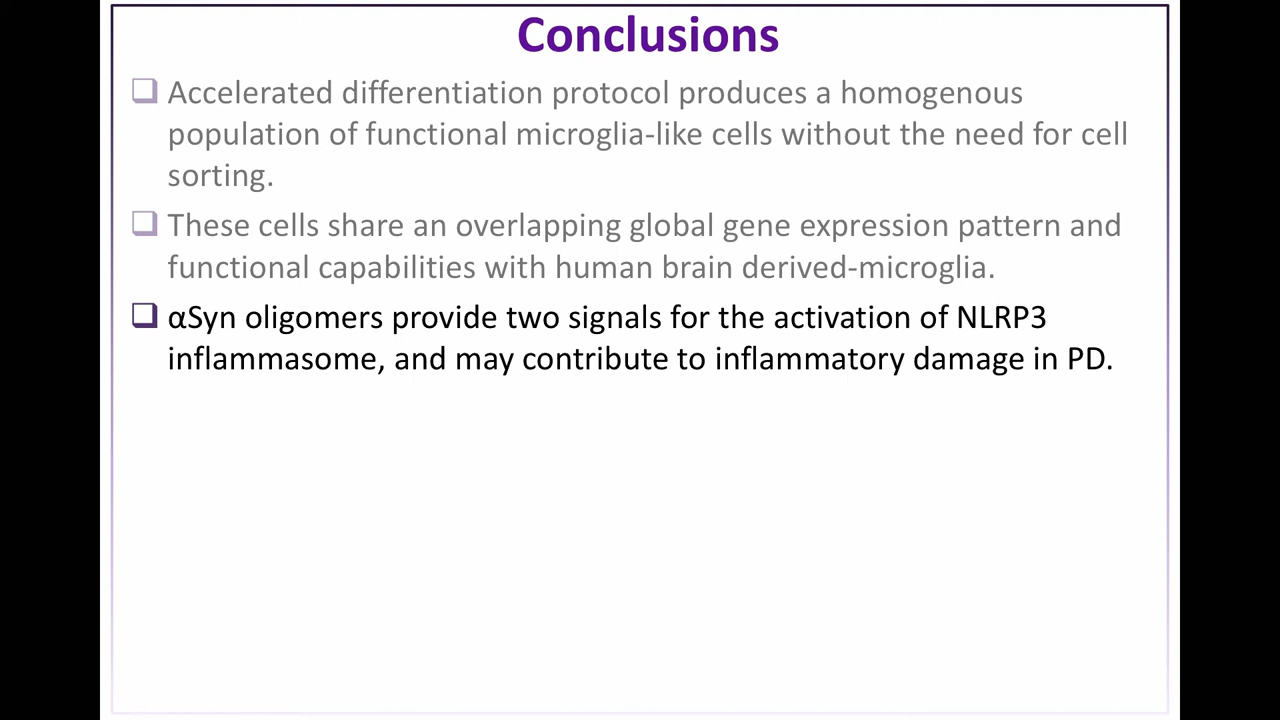 Conclusions
❑ Accelerated differentiation protocol produces a homogenous
population of functional microglia-like cells without the need for cell
sorting.
❑ These cells share an overlapping global gene expression pattern and
functional capabilities with human brain derived-microglia.
❑ αSyn oligomers provide two signals for the activation of NLRP3
inflammasome, and may contribute to inflammatory damage in PD.